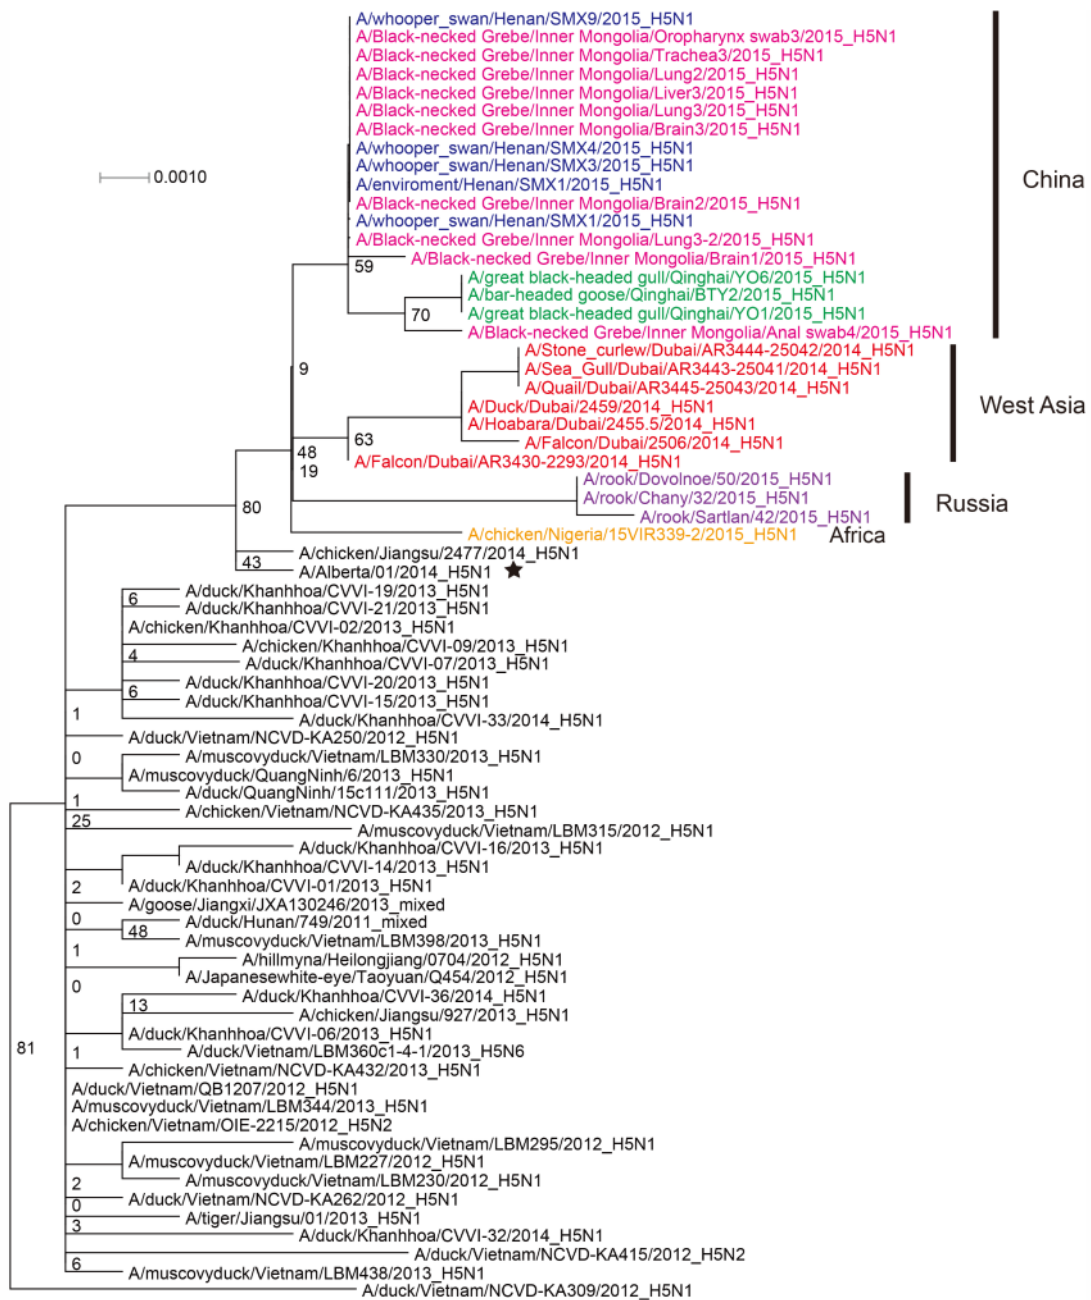 A/whooper_swan/Henan/SMX9/2015_H5N1
A/Black-necked Grebe/Inner Mongolia/Oropharynx swab3/2015_H5N1
A/Black-necked Grebe/Inner Mongolia/Trachea3/2015_H5N1
A/Black-necked Grebe/Inner Mongolia/Lung2/2015_H5N1
A/Black-necked Grebe/Inner Mongolia/Liver3/2015_H5N1
A/Black-necked Grebe/Inner Mongolia/Lung3/2015_H5N1
A/Black-necked Grebe/Inner Mongolia/Brain3/2015_H5N1
A/whooper_swan/Henan/SMX4/2015_H5N1
A/whooper_swan/Henan/SMX3/2015_H5N1
0.0010
A/enviroment/Henan/SMX1/2015_H5N1
China
A/Black-necked Grebe/Inner Mongolia/Brain2/2015_H5N1
A/whooper_swan/Henan/SMX1/2015_H5N1
A/Black-necked Grebe/Inner Mongolia/Lung3-2/2015_H5N1
A/Black-necked Grebe/Inner Mongolia/Brain1/2015_H5N1
59
A/great black-headed gull/Qinghai/YO6/2015_H5N1
A/bar-headed goose/Qinghai/BTY2/2015_H5N1
A/great black-headed gull/Qinghai/YO1/2015_H5N1
70
A/Black-necked Grebe/Inner Mongolia/Anal swab4/2015_H5N1
A/Stone_curlew/Dubai/AR3444-25042/2014_H5N1
9
A/Sea_Gull/Dubai/AR3443-25041/2014_H5N1
A/Quail/Dubai/AR3445-25043/2014_H5N1
A/Duck/Dubai/2459/2014_H5N1
West Asia
A/Hoabara/Dubai/2455.5/2014_H5N1
63
A/Falcon/Dubai/2506/2014_H5N1
48
A/Falcon/Dubai/AR3430-2293/2014_H5N1
19
A/rook/Dovolnoe/50/2015_H5N1
A/rook/Chany/32/2015_H5N1
Russia
80
A/rook/Sartlan/42/2015_H5N1
A/chicken/Nigeria/15VIR339-2/2015_H5N1
Africa
A/chicken/Jiangsu/2477/2014_H5N1
43
A/Alberta/01/2014_H5N1
A/duck/Khanhhoa/CVVI-19/2013_H5N1
6
A/duck/Khanhhoa/CVVI-21/2013_H5N1
A/chicken/Khanhhoa/CVVI-02/2013_H5N1
A/chicken/Khanhhoa/CVVI-09/2013_H5N1
4
A/duck/Khanhhoa/CVVI-07/2013_H5N1
A/duck/Khanhhoa/CVVI-20/2013_H5N1
6
A/duck/Khanhhoa/CVVI-15/2013_H5N1
1
A/duck/Khanhhoa/CVVI-33/2014_H5N1
A/duck/Vietnam/NCVD-KA250/2012_H5N1
0
A/muscovyduck/Vietnam/LBM330/2013_H5N1
A/muscovyduck/QuangNinh/6/2013_H5N1
A/duck/QuangNinh/15c111/2013_H5N1
1
A/chicken/Vietnam/NCVD-KA435/2013_H5N1
25
A/muscovyduck/Vietnam/LBM315/2012_H5N1
A/duck/Khanhhoa/CVVI-16/2013_H5N1
A/duck/Khanhhoa/CVVI-14/2013_H5N1
2
A/duck/Khanhhoa/CVVI-01/2013_H5N1
A/goose/Jiangxi/JXA130246/2013_mixed
0
A/duck/Hunan/749/2011_mixed
48
A/muscovyduck/Vietnam/LBM398/2013_H5N1
1
A/hillmyna/Heilongjiang/0704/2012_H5N1
A/Japanesewhite-eye/Taoyuan/Q454/2012_H5N1
0
A/duck/Khanhhoa/CVVI-36/2014_H5N1
13
A/chicken/Jiangsu/927/2013_H5N1
A/duck/Khanhhoa/CVVI-06/2013_H5N1
81
1
A/duck/Vietnam/LBM360c1-4-1/2013_H5N6
A/chicken/Vietnam/NCVD-KA432/2013_H5N1
A/duck/Vietnam/QB1207/2012_H5N1
A/muscovyduck/Vietnam/LBM344/2013_H5N1
A/chicken/Vietnam/OIE-2215/2012_H5N2
A/muscovyduck/Vietnam/LBM295/2012_H5N1
A/muscovyduck/Vietnam/LBM227/2012_H5N1
2
A/muscovyduck/Vietnam/LBM230/2012_H5N1
A/duck/Vietnam/NCVD-KA262/2012_H5N1
0
A/tiger/Jiangsu/01/2013_H5N1
3
A/duck/Khanhhoa/CVVI-32/2014_H5N1
A/duck/Vietnam/NCVD-KA415/2012_H5N2
6
A/muscovyduck/Vietnam/LBM438/2013_H5N1
A/duck/Vietnam/NCVD-KA309/2012_H5N1